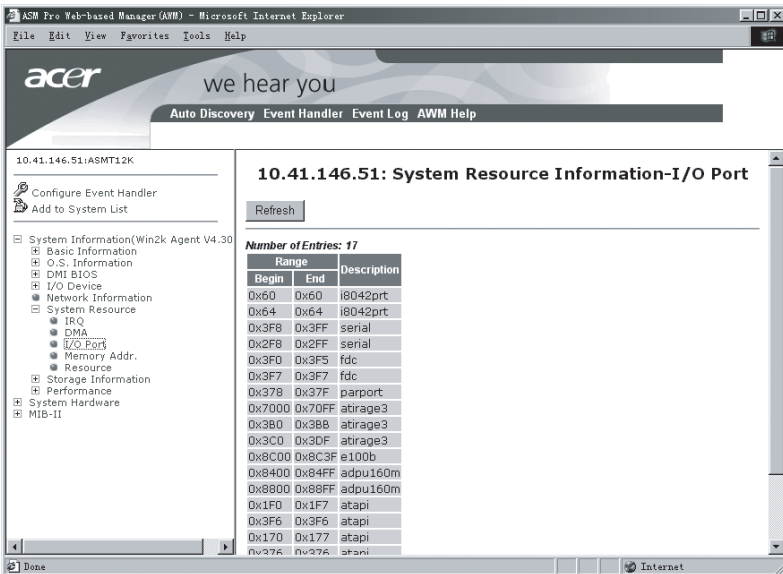 ASM Pro Web-based Manager(AWM) - Microsoft Internet Explorer
File Edit View Favorites Tools Help
acer we hear you
Auto Discovery Event Handler Event Log AWM Help
10.41.146.51:ASMT12K
Configure Event Handler
Add to System List
System Information(Win2k Agent V4.30
Basic Information
O.S. Information
DMI BIOS
I/O Device
Network Information
System Resource
IRQ
DMA
I/O Port
Memory Addr.
Resource
Storage Information
Performance
System Hardware
MIB-II
10.41.146.51: System Resource Information-I/O Port
Refresh
Number of Entries: 17
Range Description
Begin End
0x60 0x60 i8042prt
0x64 0x64 i8042prt
0x3F8 0x3FF serial
0x2F8 0x2FF serial
0x3F0 0x3F5 fdc
0x3F7 0x3F7 fdc
0x378 0x37F parport
0x7000 0x70FF atirage3
0x3B0 0x3BB atirage3
0x3C0 0x3DF atirage3
0x8C00 0x8C3F e100b
0x8400 0x84FF adpu160m
0x8800 0x88FF adpu160m
0x1F0 0x1F7 atapi
0x3F6 0x3F6 atapi
0x170 0x177 atapi
0x376 0x376 atapi
Done
Internet